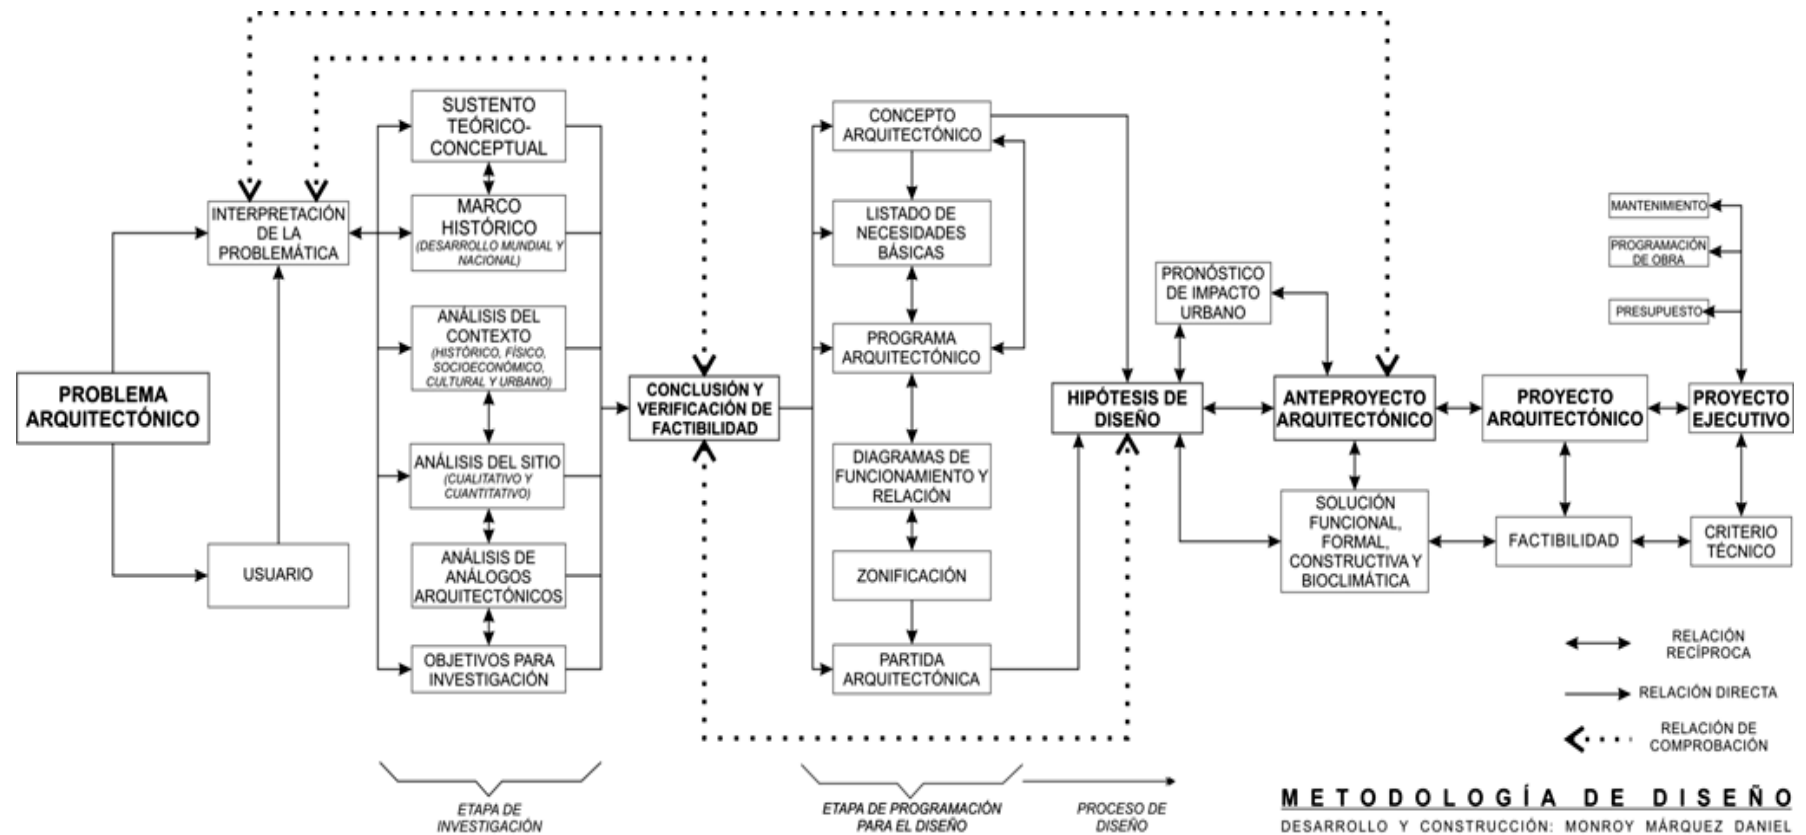 PROBLEMA
ARQUITECTÓNICO
INTERPRETACIÓN
DE LA
PROBLEMÁTICA
USUARIO
SUSTENTO
TEÓRICO-
CONCEPTUAL
MARCO
HISTÓRICO
(DESARROLLO MUNDIAL Y
NACIONAL)
ANÁLISIS DEL
CONTEXTO
(HISTÓRICO, FÍSICO,
SOCIOECONÓMICO,
CULTURAL Y URBANO)
ANÁLISIS DEL SITIO
(CUALITATIVO Y
CUANTITATIVO)
ANÁLISIS DE
ANÁLOGOS
ARQUITECTÓNICOS
OBJETIVOS PARA
INVESTIGACIÓN
ETAPA DE
INVESTIGACIÓN
CONCLUSIÓN Y
VERIFICACIÓN DE
FACTIBILIDAD
CONCEPTO
ARQUITECTÓNICO
LISTADO DE
NECESIDADES
BÁSICAS
PROGRAMA
ARQUITECTÓNICO
DIAGRAMAS DE
FUNCIONAMIENTO Y
RELACIÓN
ZONIFICACIÓN
PARTIDA
ARQUITECTÓNICA
ETAPA DE PROGRAMACIÓN
PARA EL DISEÑO
PROCESO DE
DISEÑO
HIPÓTESIS DE
DISEÑO
PRONÓSTICO
DE IMPACTO
URBANO
ANTEPROYECTO
ARQUITECTÓNICO
SOLUCIÓN
FUNCIONAL,
FORMAL,
CONSTRUCTIVA Y
BIOCLIMÁTICA
PROYECTO
ARQUITECTÓNICO
FACTIBILIDAD
MANTENIMIENTO
PROGRAMACIÓN
DE OBRA
PRESUPUESTO
PROYECTO
EJECUTIVO
CRITERIO
TÉCNICO
RELACIÓN
RECÍPROCA
RELACIÓN DIRECTA
RELACIÓN DE
COMPROBACIÓN
METODOLOGÍA DE DISEÑO
DESARROLLO Y CONSTRUCCIÓN: MONROY MÁRQUEZ DANIEL